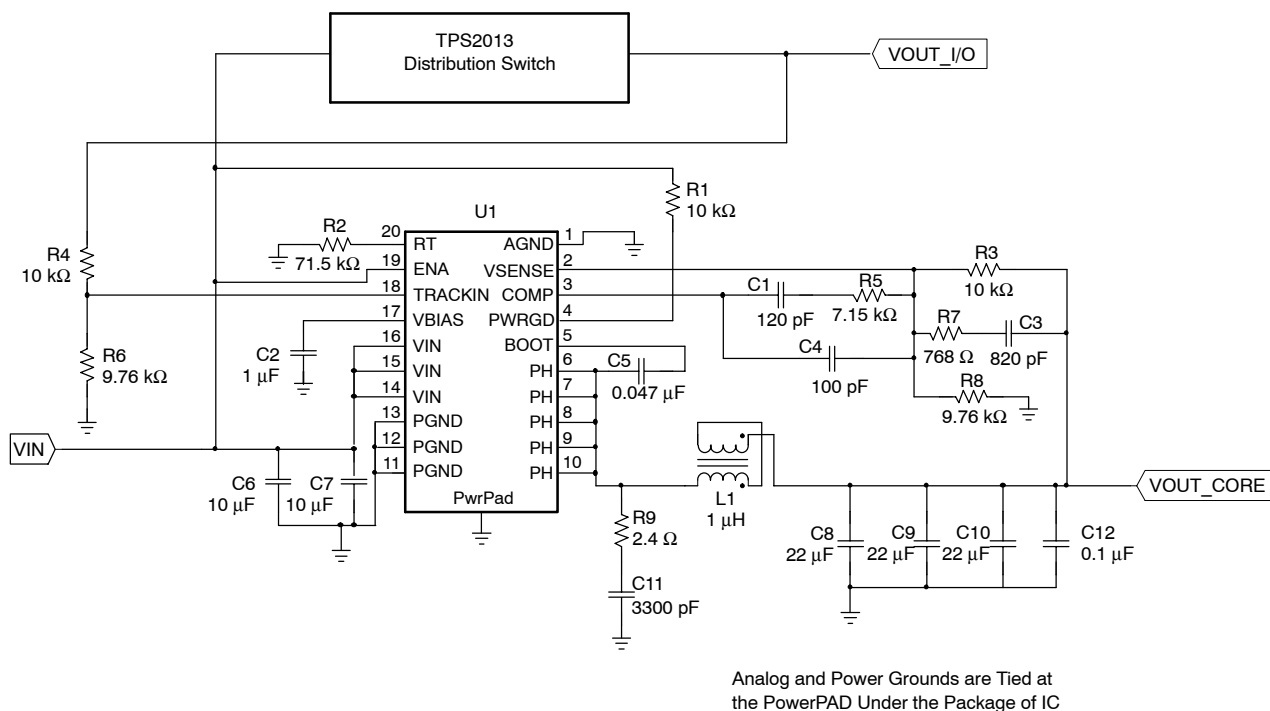 TPS2013
Distribution Switch
VOUT_I/O
R1
10 kΩ
U1
R2
71.5 kΩ
R4
10 kΩ
R6
9.76 kΩ
C2
1 μF
20
19
18
17
16
15
14
13
12
11
RT
ENA
TRACKIN
VBIAS
VIN
VIN
VIN
PGND
PGND
PGND
AGND
VSENSE
COMP
PWRGD
BOOT
PH
PH
PH
PH
PH
PwrPad
1
2
3
4
5
6
7
8
9
10
R3
10 kΩ
C1
120 pF
R5
7.15 kΩ
R7
768 Ω
C3
820 pF
C4
100 pF
R8
9.76 kΩ
C5
0.047 μF
VIN
C6
10 μF
C7
10 μF
L1
1 μH
VOUT_CORE
R9
2.4 Ω
C11
3300 pF
C8
22 μF
C9
22 μF
C10
22 μF
C12
0.1 μF
Analog and Power Grounds are Tied at
the PowerPAD Under the Package of IC